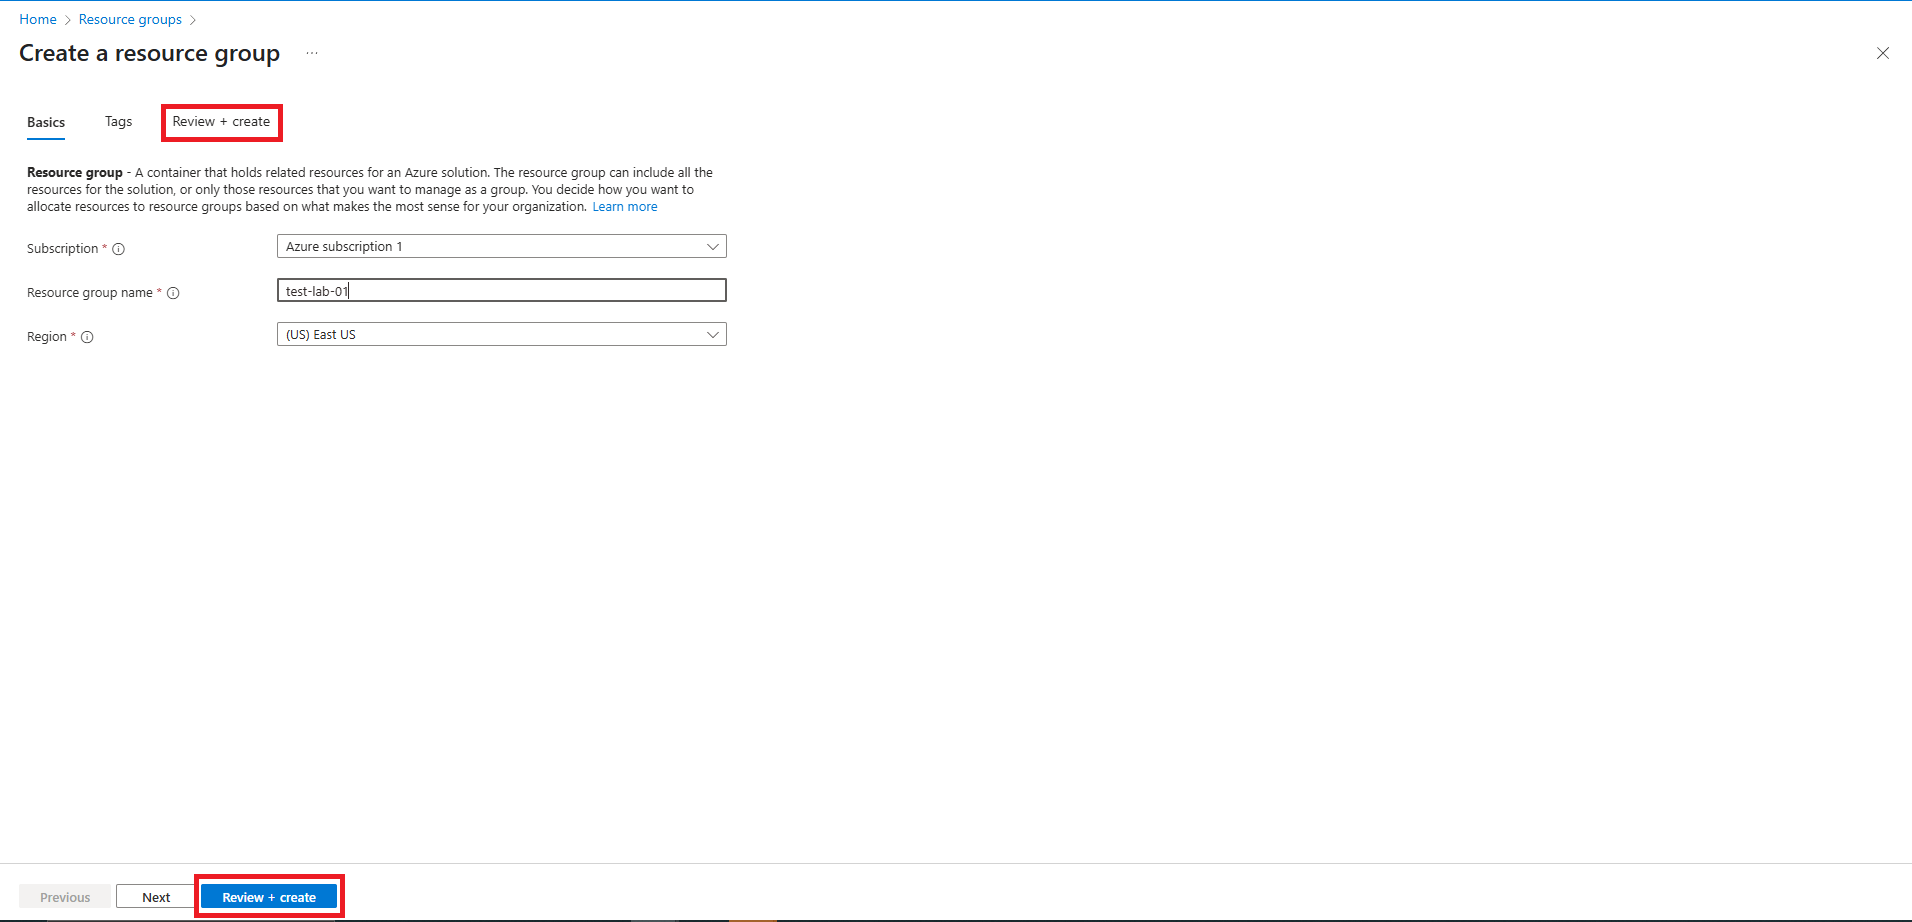 Home > Resource groups >
Create a resource group ...
Basics Tags Review + create
Resource group - A container that holds related resources for an Azure solution. The resource group can include all the
resources for the solution, or only those resources that you want to manage as a group. You decide how you want to
allocate resources to resource groups based on what makes the most sense for your organization. Learn more
Subscription * Azure subscription 1
Resource group name * test-lab-01
Region * (US) East US
Previous Next Review + create